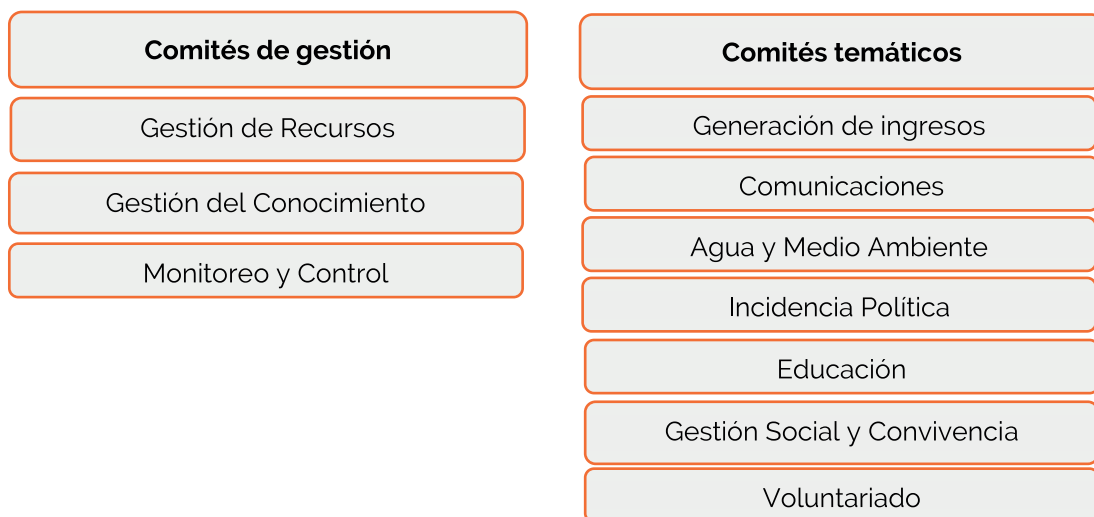 Comités de gestión
Gestión de Recursos
Gestión del Conocimiento
Monitoreo y Control
Comités temáticos
Generación de ingresos
Comunicaciones
Agua y Medio Ambiente
Incidencia Política
Educación
Gestión Social y Convivencia
Voluntariado